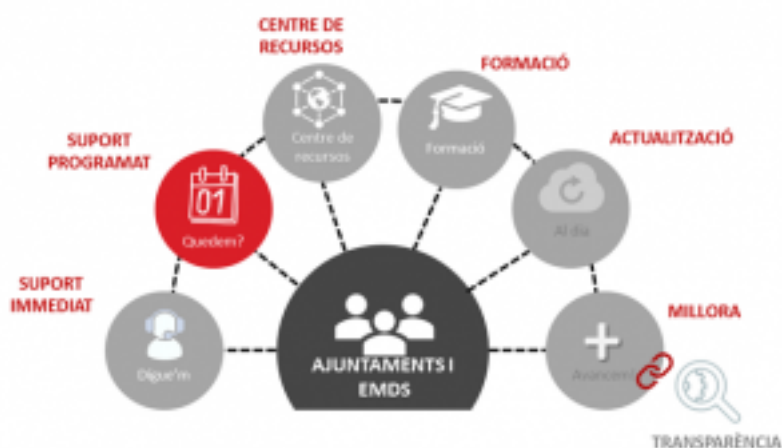 CENTRE DE
RECURSOS
FORMACIÓ
SUPORT
PROGRAMAT
ACTUALITZACIÓ
Centre de
recursos
Formació
01
Quedem?
Al dia
SUPORT
IMMEDIAT
MILLORA
Digue'm
AJUNTAMENTS I
EMDS
Avancem
TRANSPARÈNCIA